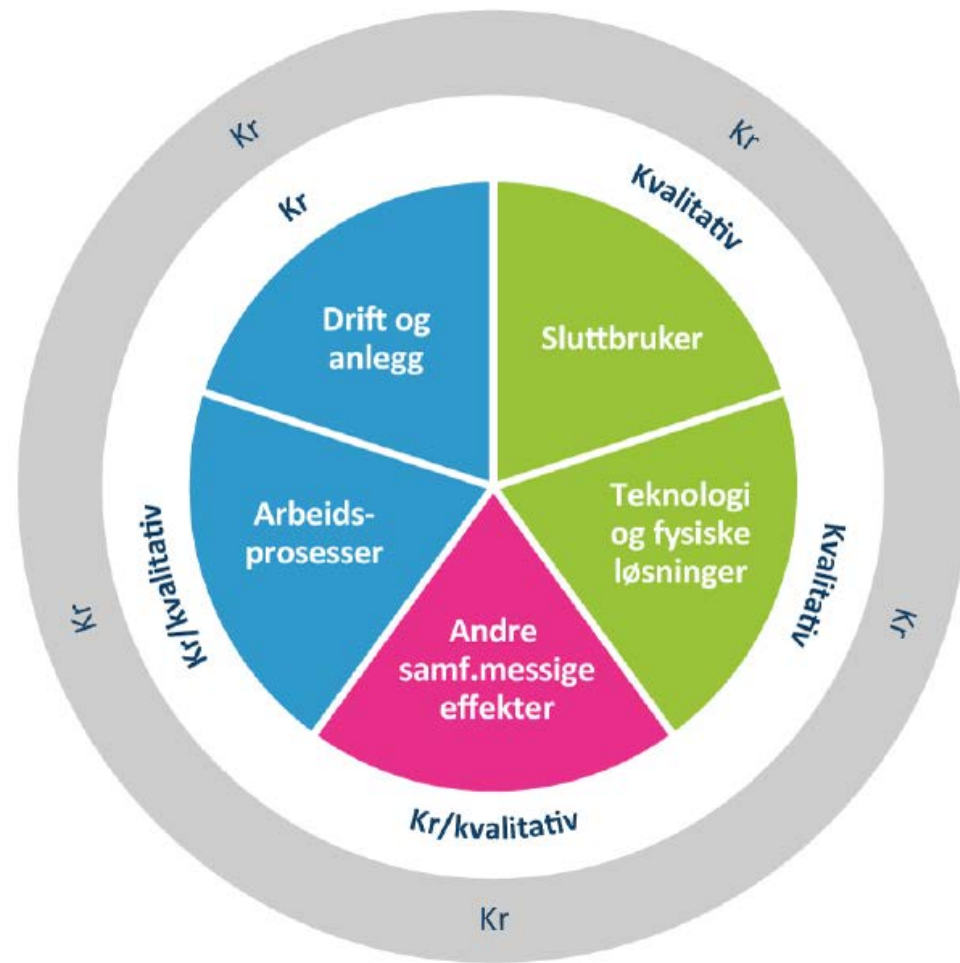 Kr
Kr
Kr
Kvalitativ
Drift og
anlegg
Sluttbruker
Arbeids-
prosesser
Teknologi
og fysiske
løsninger
Kr/kvalitativ
Kvalitativ
Kr
Kr
Andre
samf.messige
effekter
Kr/kvalitativ
Kr